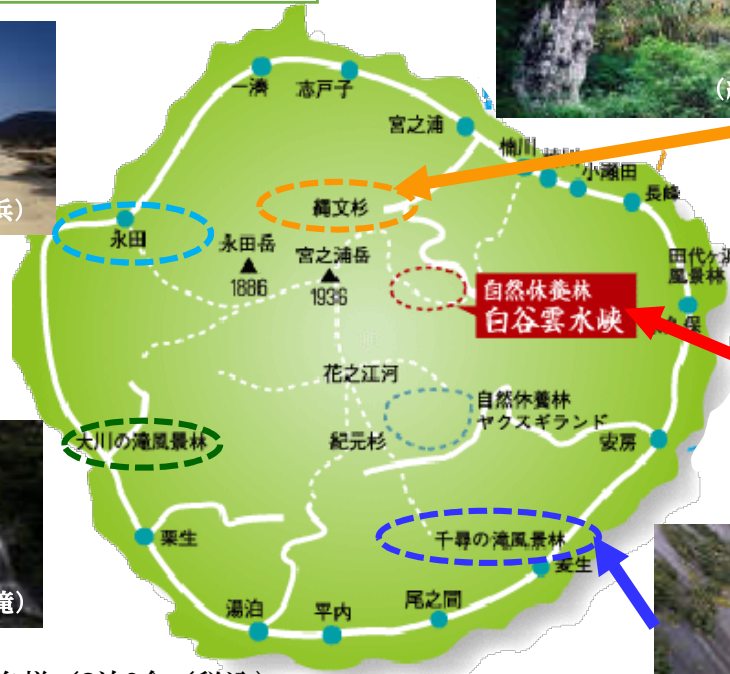 一湊
志戸子
宮之浦
楠川
小瀬田
長峰
浜）
永田
縄文杉
永田岳
1886
宮之浦岳
1936
田代ヶ浜
風景林
自然休養林
白谷雲水峡
花之江河
自然休養林
ヤクスギランド
大川の滝風景林
紀元杉
安房
栗生
千尋の滝風景林
麦生
滝）
湯泊
平内
尾之間